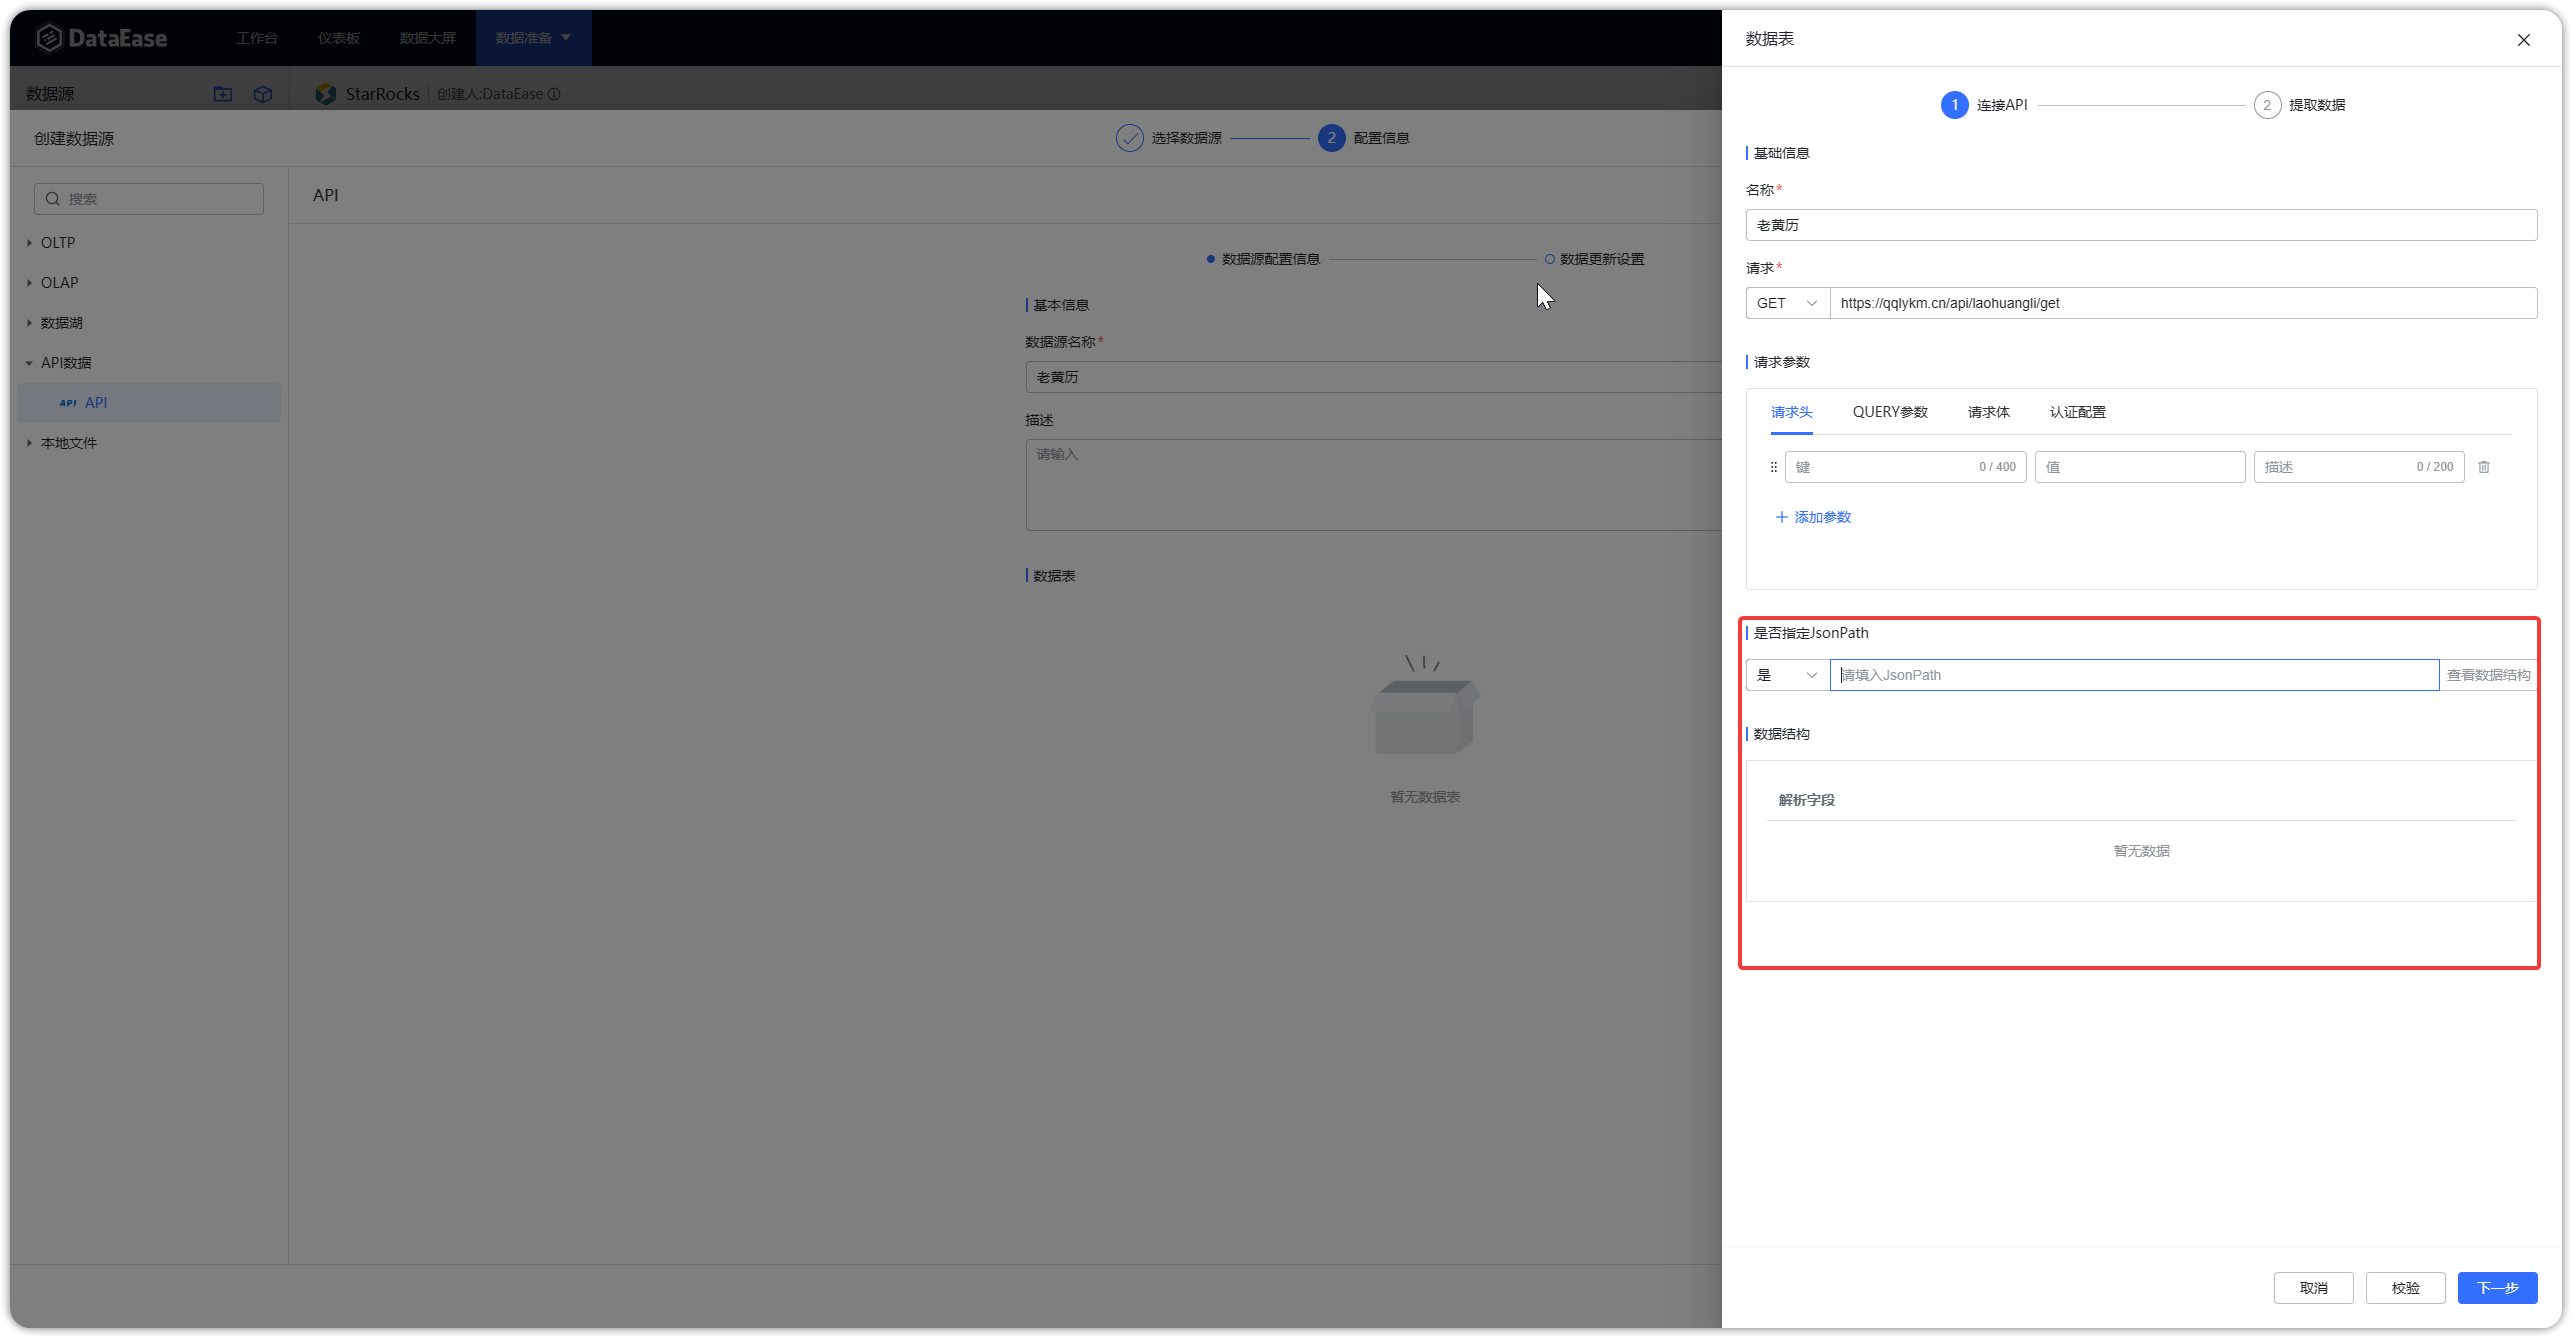 DataEase 工作台 仪表板 数据大屏 数据准备
数据源 StarRocks 创建人:DataEase
创建数据源 选择数据源 2 配置信息
搜索
OLTP
OLAP
数据湖
API数据
API API
本地文件
API
数据源配置信息 数据更新设置
基本信息
数据源名称*
老黄历
描述
请输入
数据表
暂无数据表
数据表
1 连接API 2 提取数据
基础信息
名称*
老黄历
请求*
GET https://qqlykm.cn/api/laohuangli/get
请求参数
请求头 QUERY参数 请求体 认证配置
键 0 / 400 值 描述 0 / 200
添加参数
是否指定JsonPath
是 请填入JsonPath 查看数据结构
数据结构
解析字段
暂无数据
取消 校验 下一步